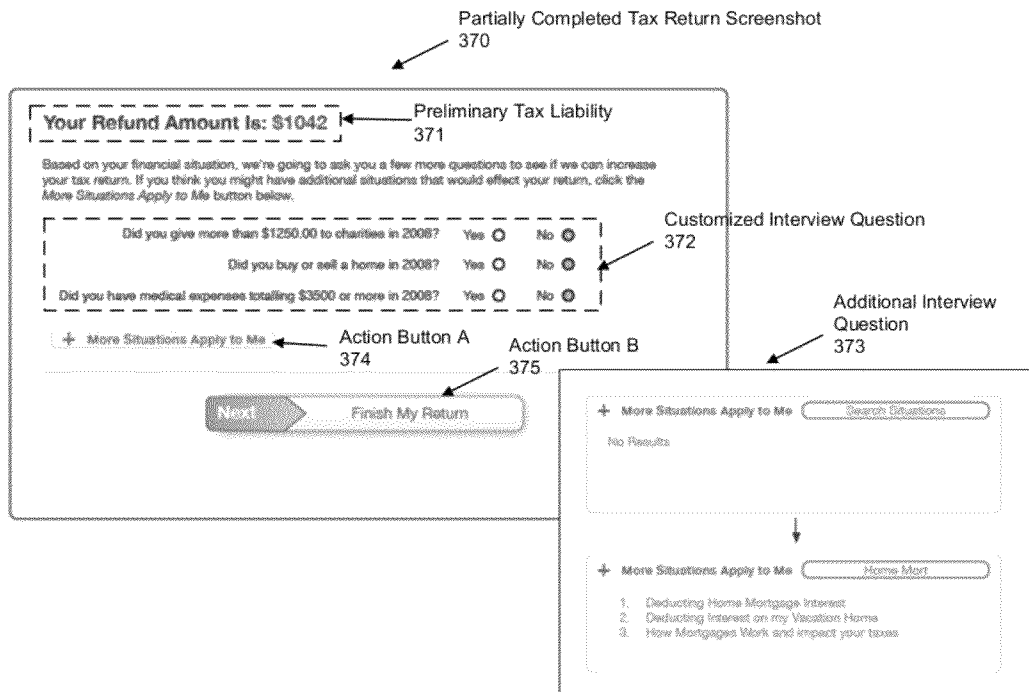 Partially Completed Tax Return Screenshot
370
Your Refund Amount Is: $1042
Preliminary Tax Liability
371
Based on your financial situation, we're going to ask you a few more questions to see if we can increase
your tax return. If you think you might have additional situations that would effect your return, click the
More Situations Apply to Me button below.
Customized Interview Question
372
Did you give more than $1250.00 to charities in 2008? Yes No
Did you buy or sell a home in 2008? Yes No
Did you have medical expenses totalling $3500 or more in 2008? Yes No
+ More Situations Apply to Me
Action Button A
374
Action Button B
375
Next Finish My Return
Additional Interview
Question
373
+ More Situations Apply to Me Search Situations
No Results
+ More Situations Apply to Me Home Mort
1. Deducting Home Mortgage Interest
2. Deducting Interest on my Vacation Home
3. How Mortgages Work and impact your taxes